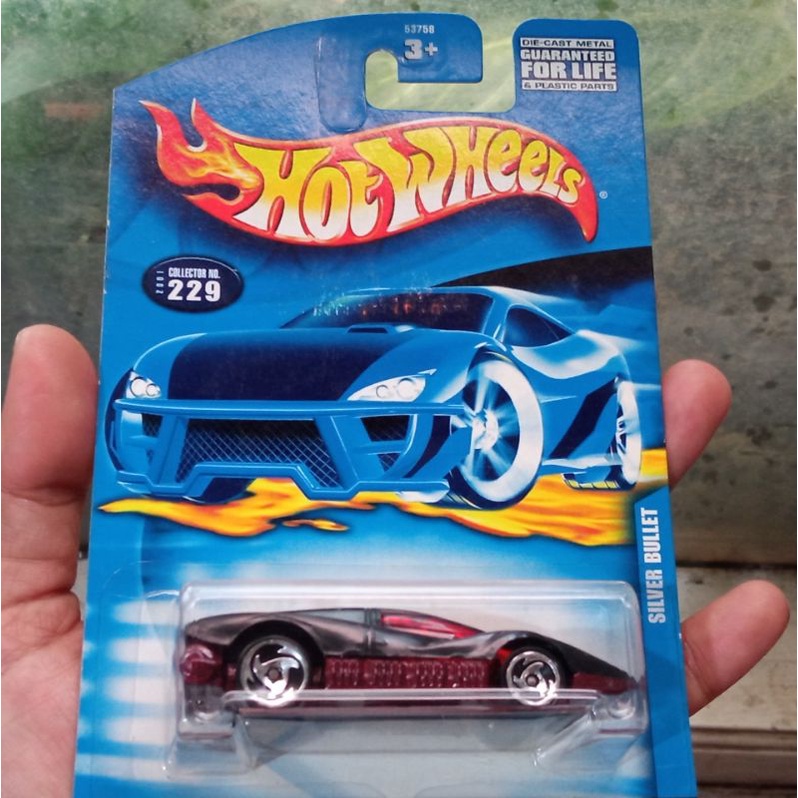 53758
3+
DIE-CAST METAL
GUARANTEED
FOR LIFE
& PLASTIC PARTS
HOT WHEELS®
2001
COLLECTOR NO.
229
SILVER BULLET